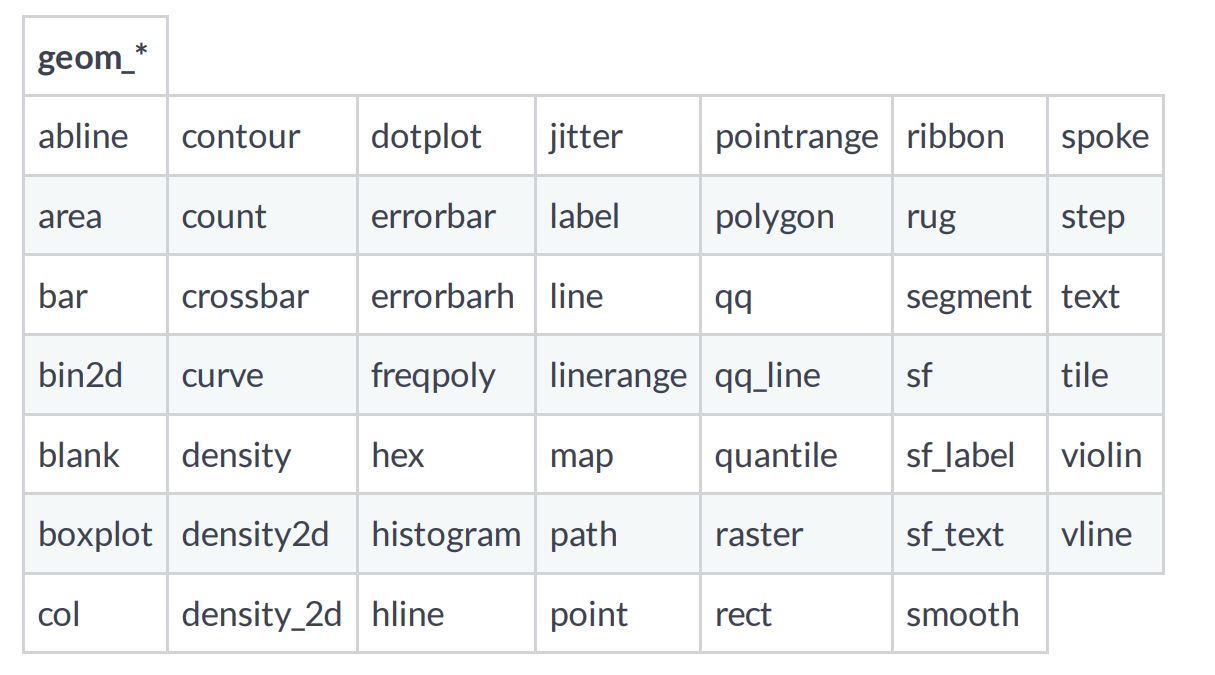 geom_*
abline contour dotplot jitter pointrange ribbon spoke
area count errorbar label polygon rug step
bar crossbar errorbarh line qq segment text
bin2d curve freqpoly linerange qq_line sf tile
blank density hex map quantile sf_label violin
boxplot density2d histogram path raster sf_text vline
col density_2d hline point rect smooth